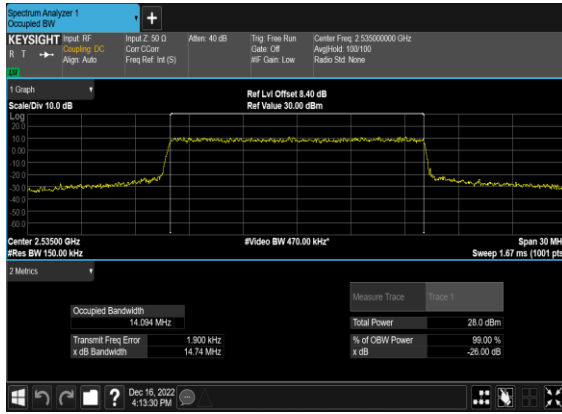 Spectrum Analyzer 1
Occupied BW
KEYSIGHT
R T
LVI
Input: RF
Coupling: DC
Align: Auto
Input Z: 50 Ω
Corr CCorr
Freq Ref: Int (S)
Atten: 40 dB
Trig: Free Run
Gate: Off
#IF Gain: Low
Center Freq: 2.535000000 GHz
Avg|Hold: 100/100
Radio Std: None
1 Graph
Scale/Div 10.0 dB
Ref Lvl Offset 8.40 dB
Ref Value 30.00 dBm
Log
20.0
10.0
0.00
-10.0
-20.0
-30.0
-40.0
-50.0
-60.0
Center 2.53500 GHz
#Res BW 150.00 kHz
#Video BW 470.00 kHz*
Span 30 MH
Sweep 1.67 ms (1001 pts
2 Metrics
Occupied Bandwidth
14.094 MHz
Transmit Freq Error 1.900 kHz
x dB Bandwidth 14.74 MHz
Measure Trace Trace 1
Total Power 28.0 dBm
% of OBW Power 99.00 %
x dB -26.00 dB
?
Dec 16, 2022
4:13:30 PM